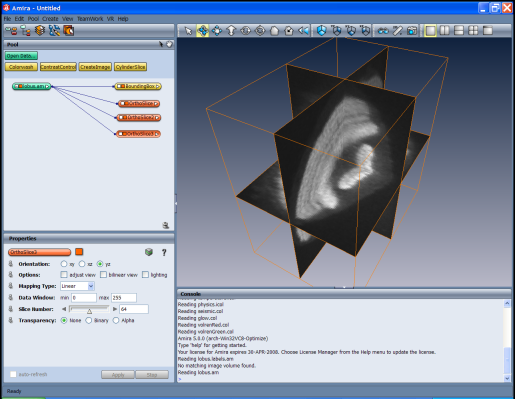 Amira - Untitled
File Edit Pool Create View TeamWork VR Help
Pool
Open Data...
Colorwash ContrastControl CreateImage CylinderSlice
lobus.am
BoundingBox
OrthoSlice
OrthoSlice2
OrthoSlice3
Properties
OrthoSlice3
?
Orientation: xy xz yz
Options: adjust view bilinear view lighting
Mapping Type: Linear
Data Window: min 0 max 255
Slice Number: 64
Transparency: None Binary Alpha
auto-refresh Apply Stop
Console
Reading physics.icol
Reading seismic.col
Reading glow.col
Reading volrenRed.col
Reading volrenGreen.col
Amira 5.0.0 (arch-Win32VC8-Optimize)
Type 'help' for getting started.
Your license for Amira expires 30-APR-2008. Choose License Manager from the Help menu to update the license.
Reading lobus.labels.am
No matching image volume found.
Reading lobus.am
>
Ready